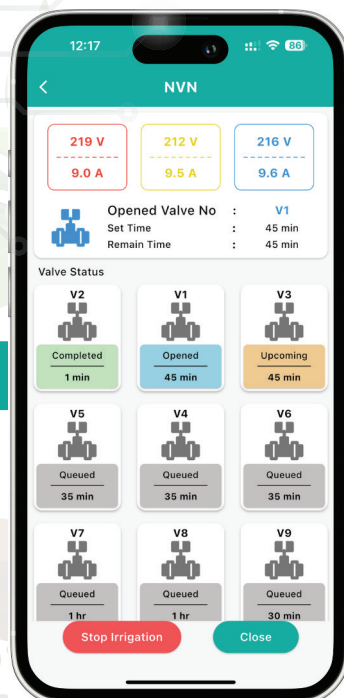 12:17
86
NVN
219 V 212 V 216 V
9.0 A 9.5 A 9.6 A
Opened Valve No : V1
Set Time : 45 min
Remain Time : 45 min
Valve Status
V2 V1 V3
Completed Opened Upcoming
1 min 45 min 45 min
V5 V4 V6
Queued Queued Queued
35 min 35 min 35 min
V7 V8 V9
Queued Queued Queued
1 hr 1 hr 30 min
Stop Irrigation Close